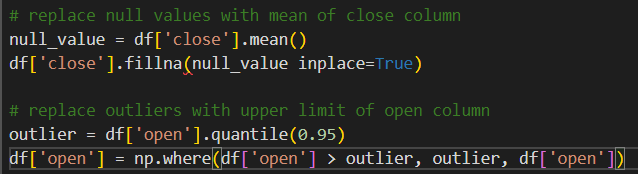 # replace null values with mean of close column
null_value = df['close'].mean()
df['close'].fillna(null_value inplace=True)
# replace outliers with upper limit of open column
outlier = df['open'].quantile(0.95)
df['open'] = np.where(df['open'] > outlier, outlier, df['open'])